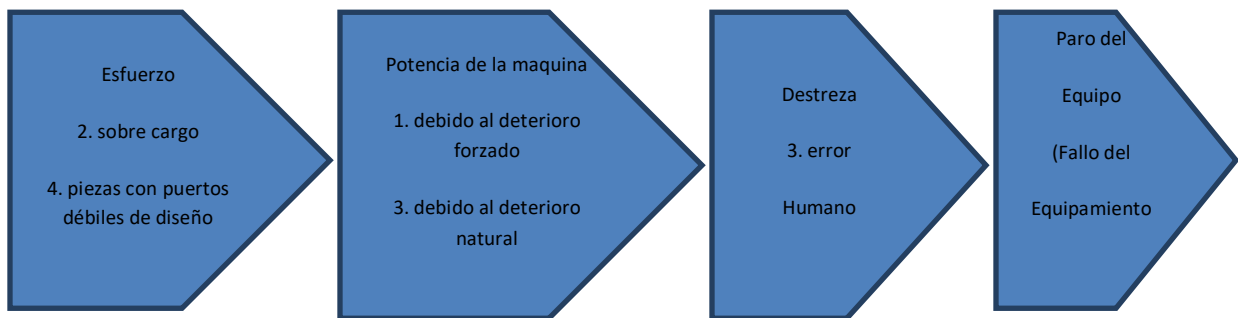 Esfuerzo
2. sobre cargo
4. piezas con puertos
débiles de diseño
Potencia de la maquina
1. debido al deterioro
forzado
3. debido al deterioro
natural
Destreza
3. error
Humano
Paro del
Equipo
(Fallo del
Equipamiento